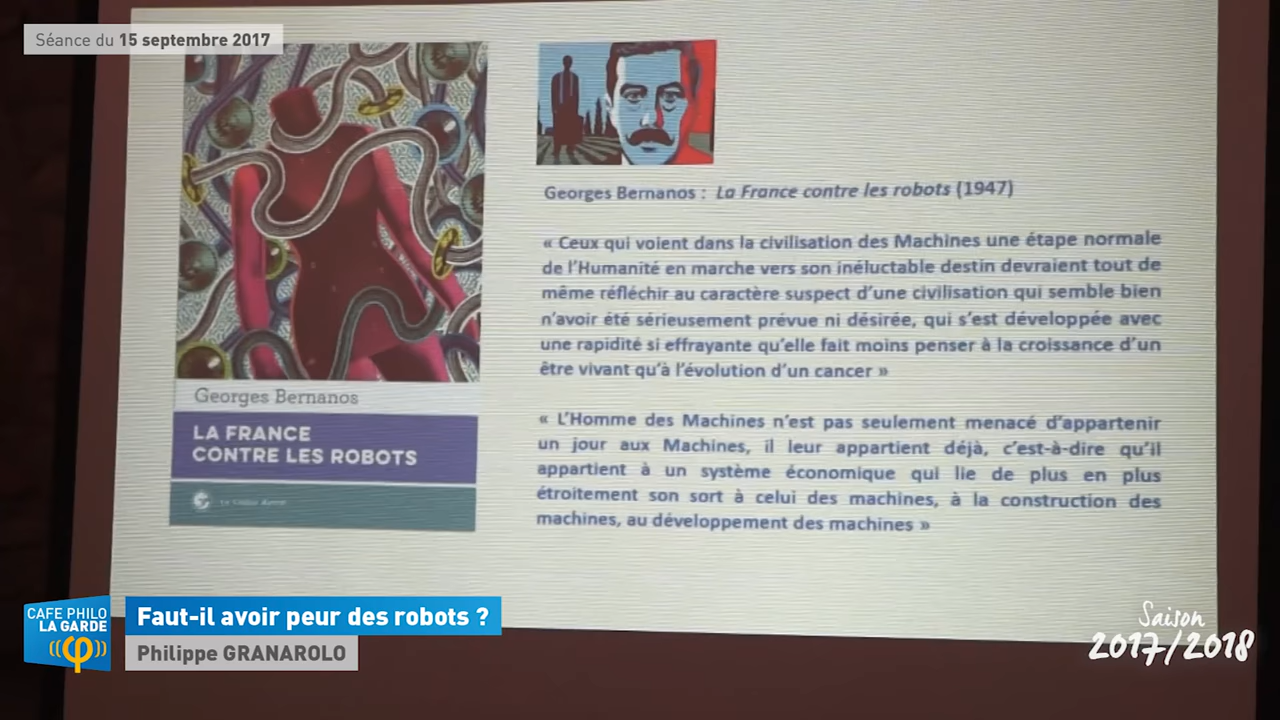 Séance du 15 septembre 2017
Georges Bernanos : La France contre les robots (1947)
« Ceux qui voient dans la civilisation des Machines une étape normale
de l'Humanité en marche vers son inéluctable destin devraient tout de
même réfléchir au caractère suspect d'une civilisation qui semble bien
n'avoir été sérieusement prévue ni désirée, qui s'est développée avec
une rapidité si effrayante qu'elle fait moins penser à la croissance d'un
être vivant qu'à l'évolution d'un cancer »
« L'Homme des Machines n'est pas seulement menacé d'appartenir
un jour aux Machines, il leur appartient déjà, c'est-à-dire qu'il
appartient à un système économique qui lie de plus en plus
étroitement son sort à celui des machines, à la construction des
machines, au développement des machines »
Georges Bernanos
LA FRANCE
CONTRE LES ROBOTS
CAFE PHILO
LA GARDE
Faut-il avoir peur des robots ?
Philippe GRANAROLO
Saison
2017/2018